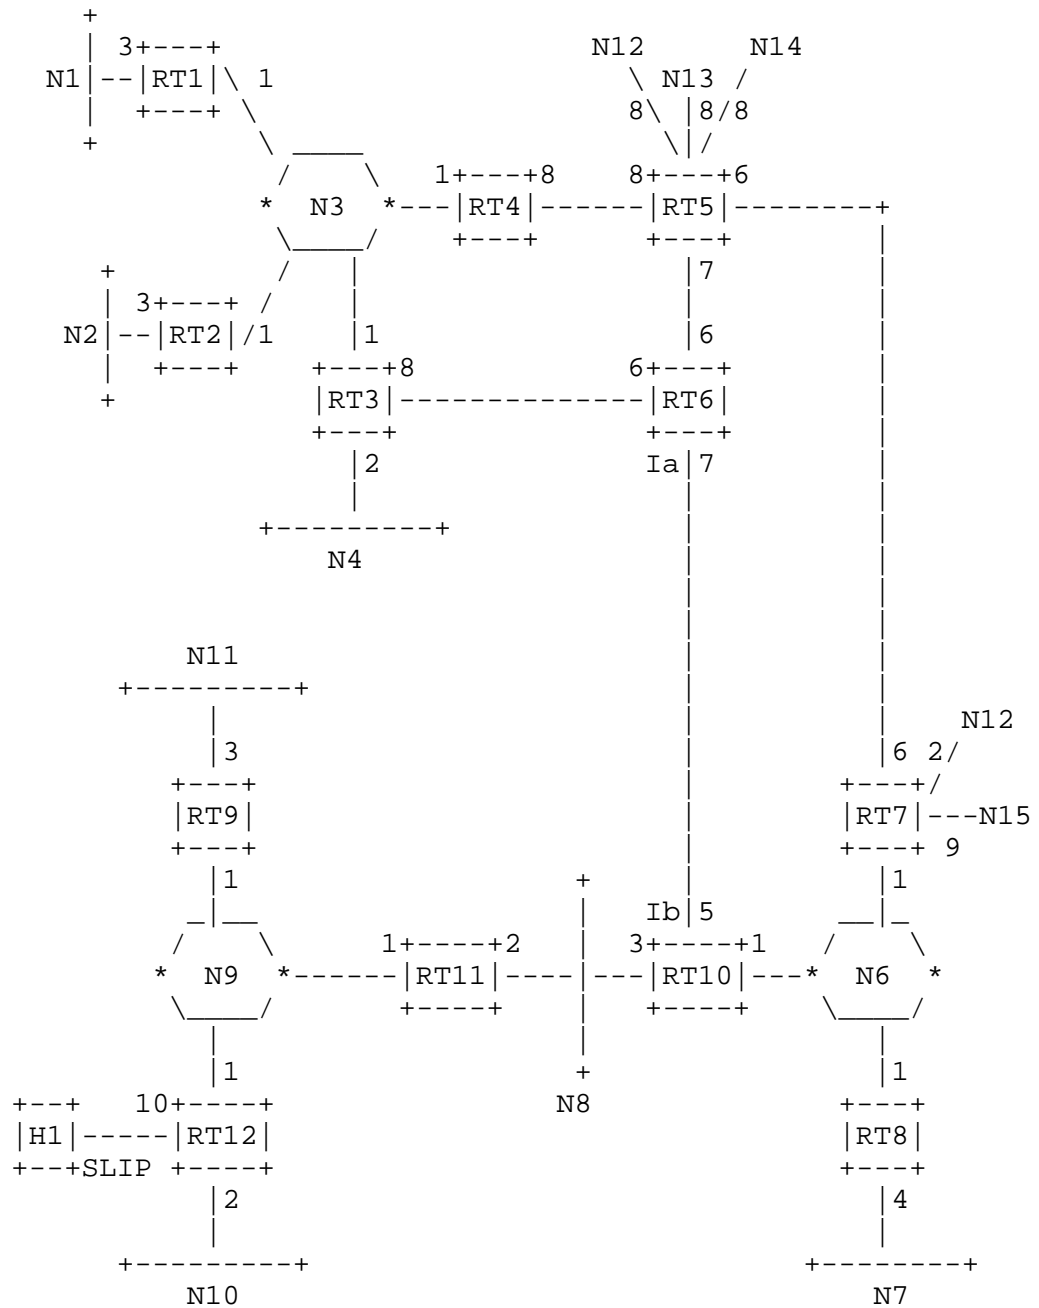 3
N12 N14
N1 RT1 1
N13
8 8 8
1 8 8 6
N3 RT4 RT5
7
3
N2 RT2 1 1 6
8 6
RT3 RT6
2 Ia 7
N4
N11
N12
3 6 2
RT9 RT7 N15
9
1 1
Ib 5
1 2 3 1
N9 RT11 RT10 N6
1 1
10 N8
H1 RT12 RT8
SLIP
2 4
N10 N7